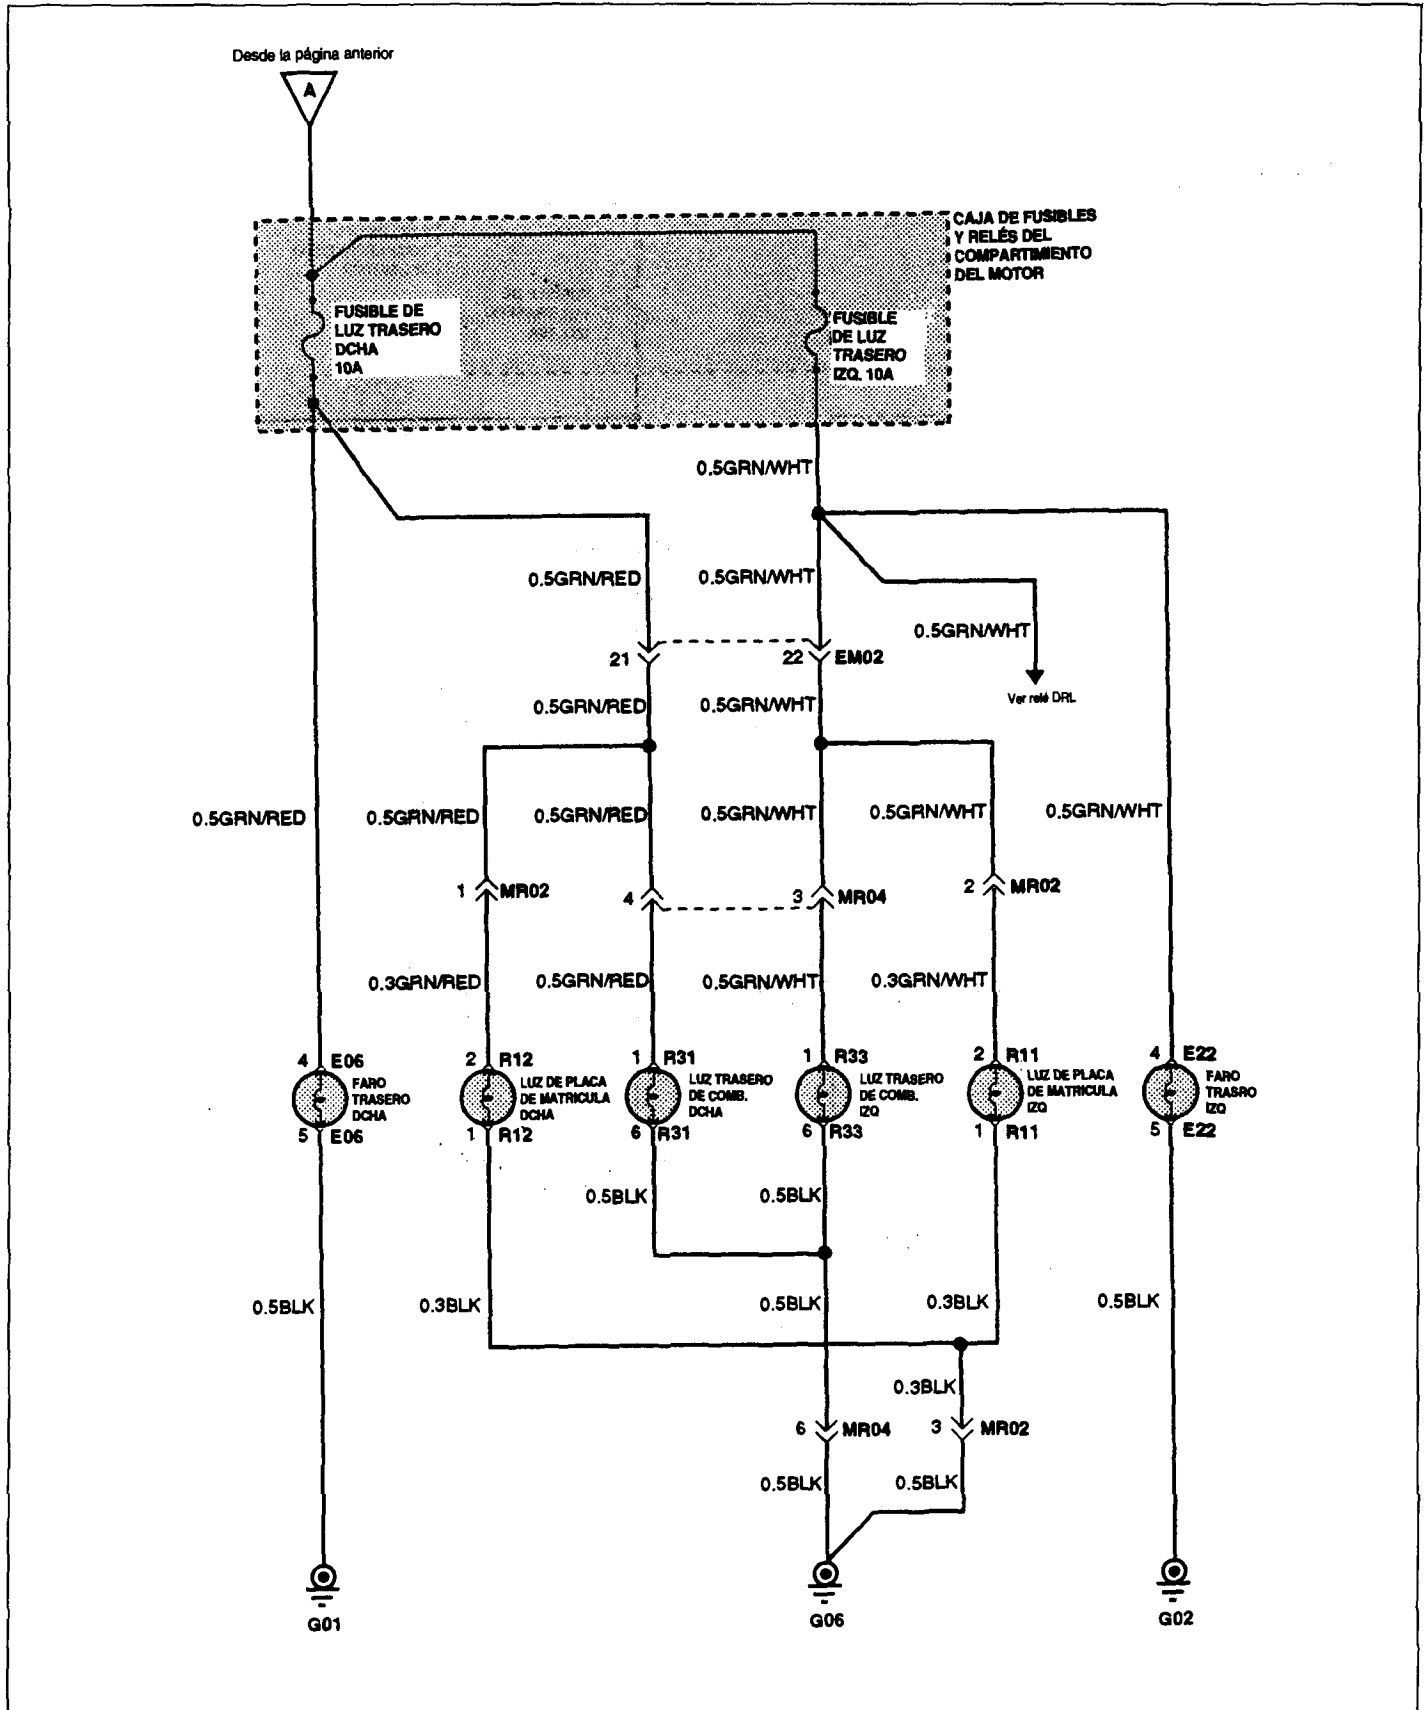 Desde la página anterior
A
CAJA DE FUSIBLES
Y RELÉS DEL
COMPARTIMIENTO
DEL MOTOR
FUSIBLE DE
LUZ TRASERO
DCHA
10A
FUSIBLE
DE LUZ
TRASERO
IZQ. 10A
0.5GRN/WHT
0.5GRN/RED
0.5GRN/WHT
0.5GRN/WHT
21
22
EM02
Ver relé DRL
0.5GRN/RED
0.5GRN/WHT
0.5GRN/RED
0.5GRN/RED
0.5GRN/RED
0.5GRN/WHT
0.5GRN/WHT
0.5GRN/WHT
1
MR02
4
3
MR04
2
MR02
0.3GRN/RED
0.5GRN/RED
0.5GRN/WHT
0.3GRN/WHT
4
E06
2
R12
1
R31
1
R33
2
R11
4
E22
FARO
TRASERO
DCHA
LUZ DE PLACA
DE MATRICULA
DCHA
LUZ TRASERO
DE COMB.
DCHA
LUZ TRASERO
DE COMB.
IZQ
LUZ DE PLACA
DE MATRICULA
IZQ
FARO
TRASRO
IZQ
5
E06
1
R12
6
R31
6
R33
1
R11
5
E22
0.5BLK
0.5BLK
0.5BLK
0.3BLK
0.5BLK
0.3BLK
0.5BLK
0.3BLK
6
MR04
3
MR02
0.5BLK
0.5BLK
G01
G06
G02